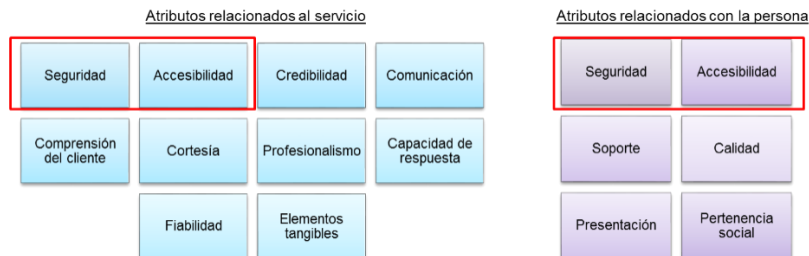 Atributos relacionados al servicio
Atributos relacionados con la persona
Seguridad
Accesibilidad
Credibilidad
Comunicación
Seguridad
Accesibilidad
Comprensión
del cliente
Cortesía
Profesionalismo
Capacidad de
respuesta
Soporte
Calidad
Fiabilidad
Elementos
tangibles
Presentación
Pertenencia
social